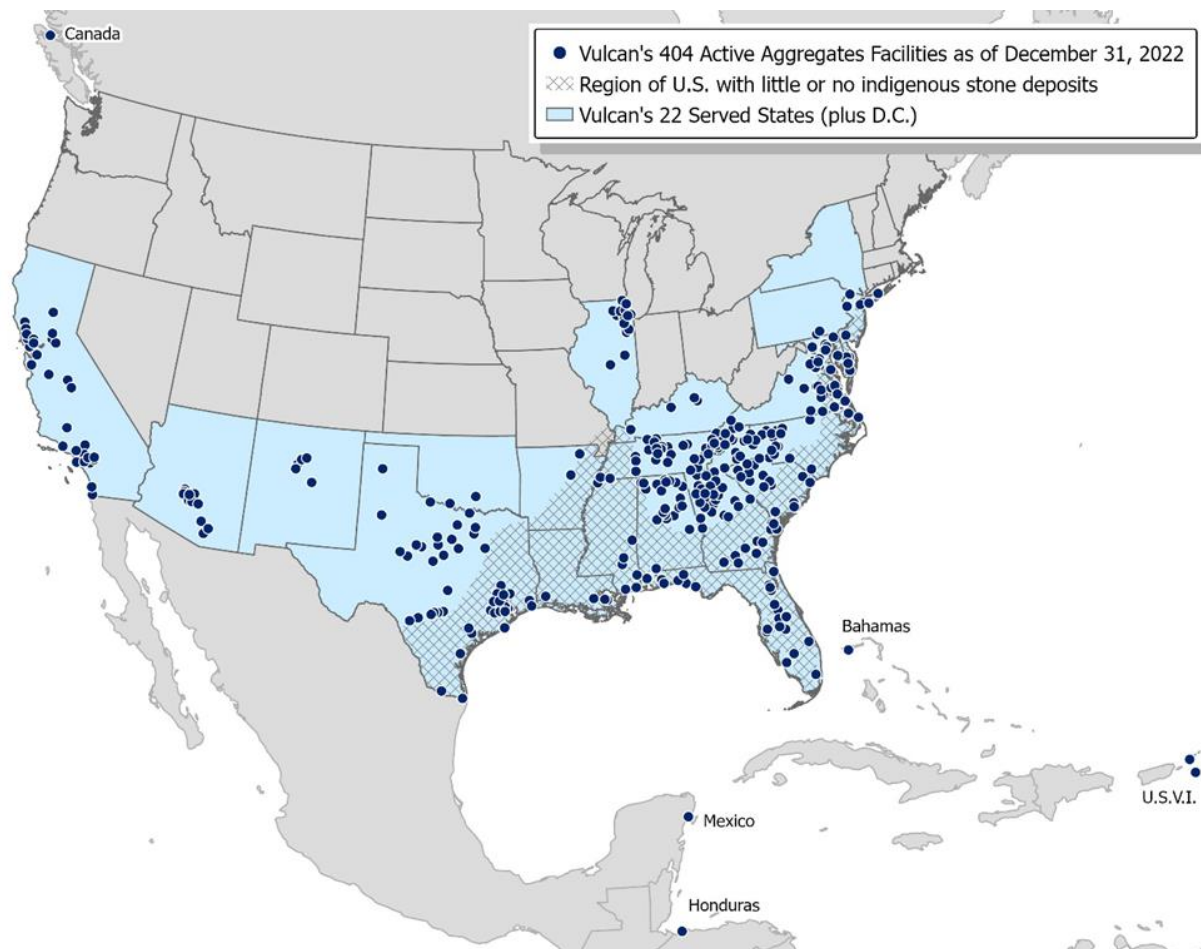 Canada
Vulcan's 404 Active Aggregates Facilities as of December 31, 2022
Region of U.S. with little or no indigenous stone deposits
Vulcan's 22 Served States (plus D.C.)
Bahamas
U.S.V.I.
Mexico
Honduras